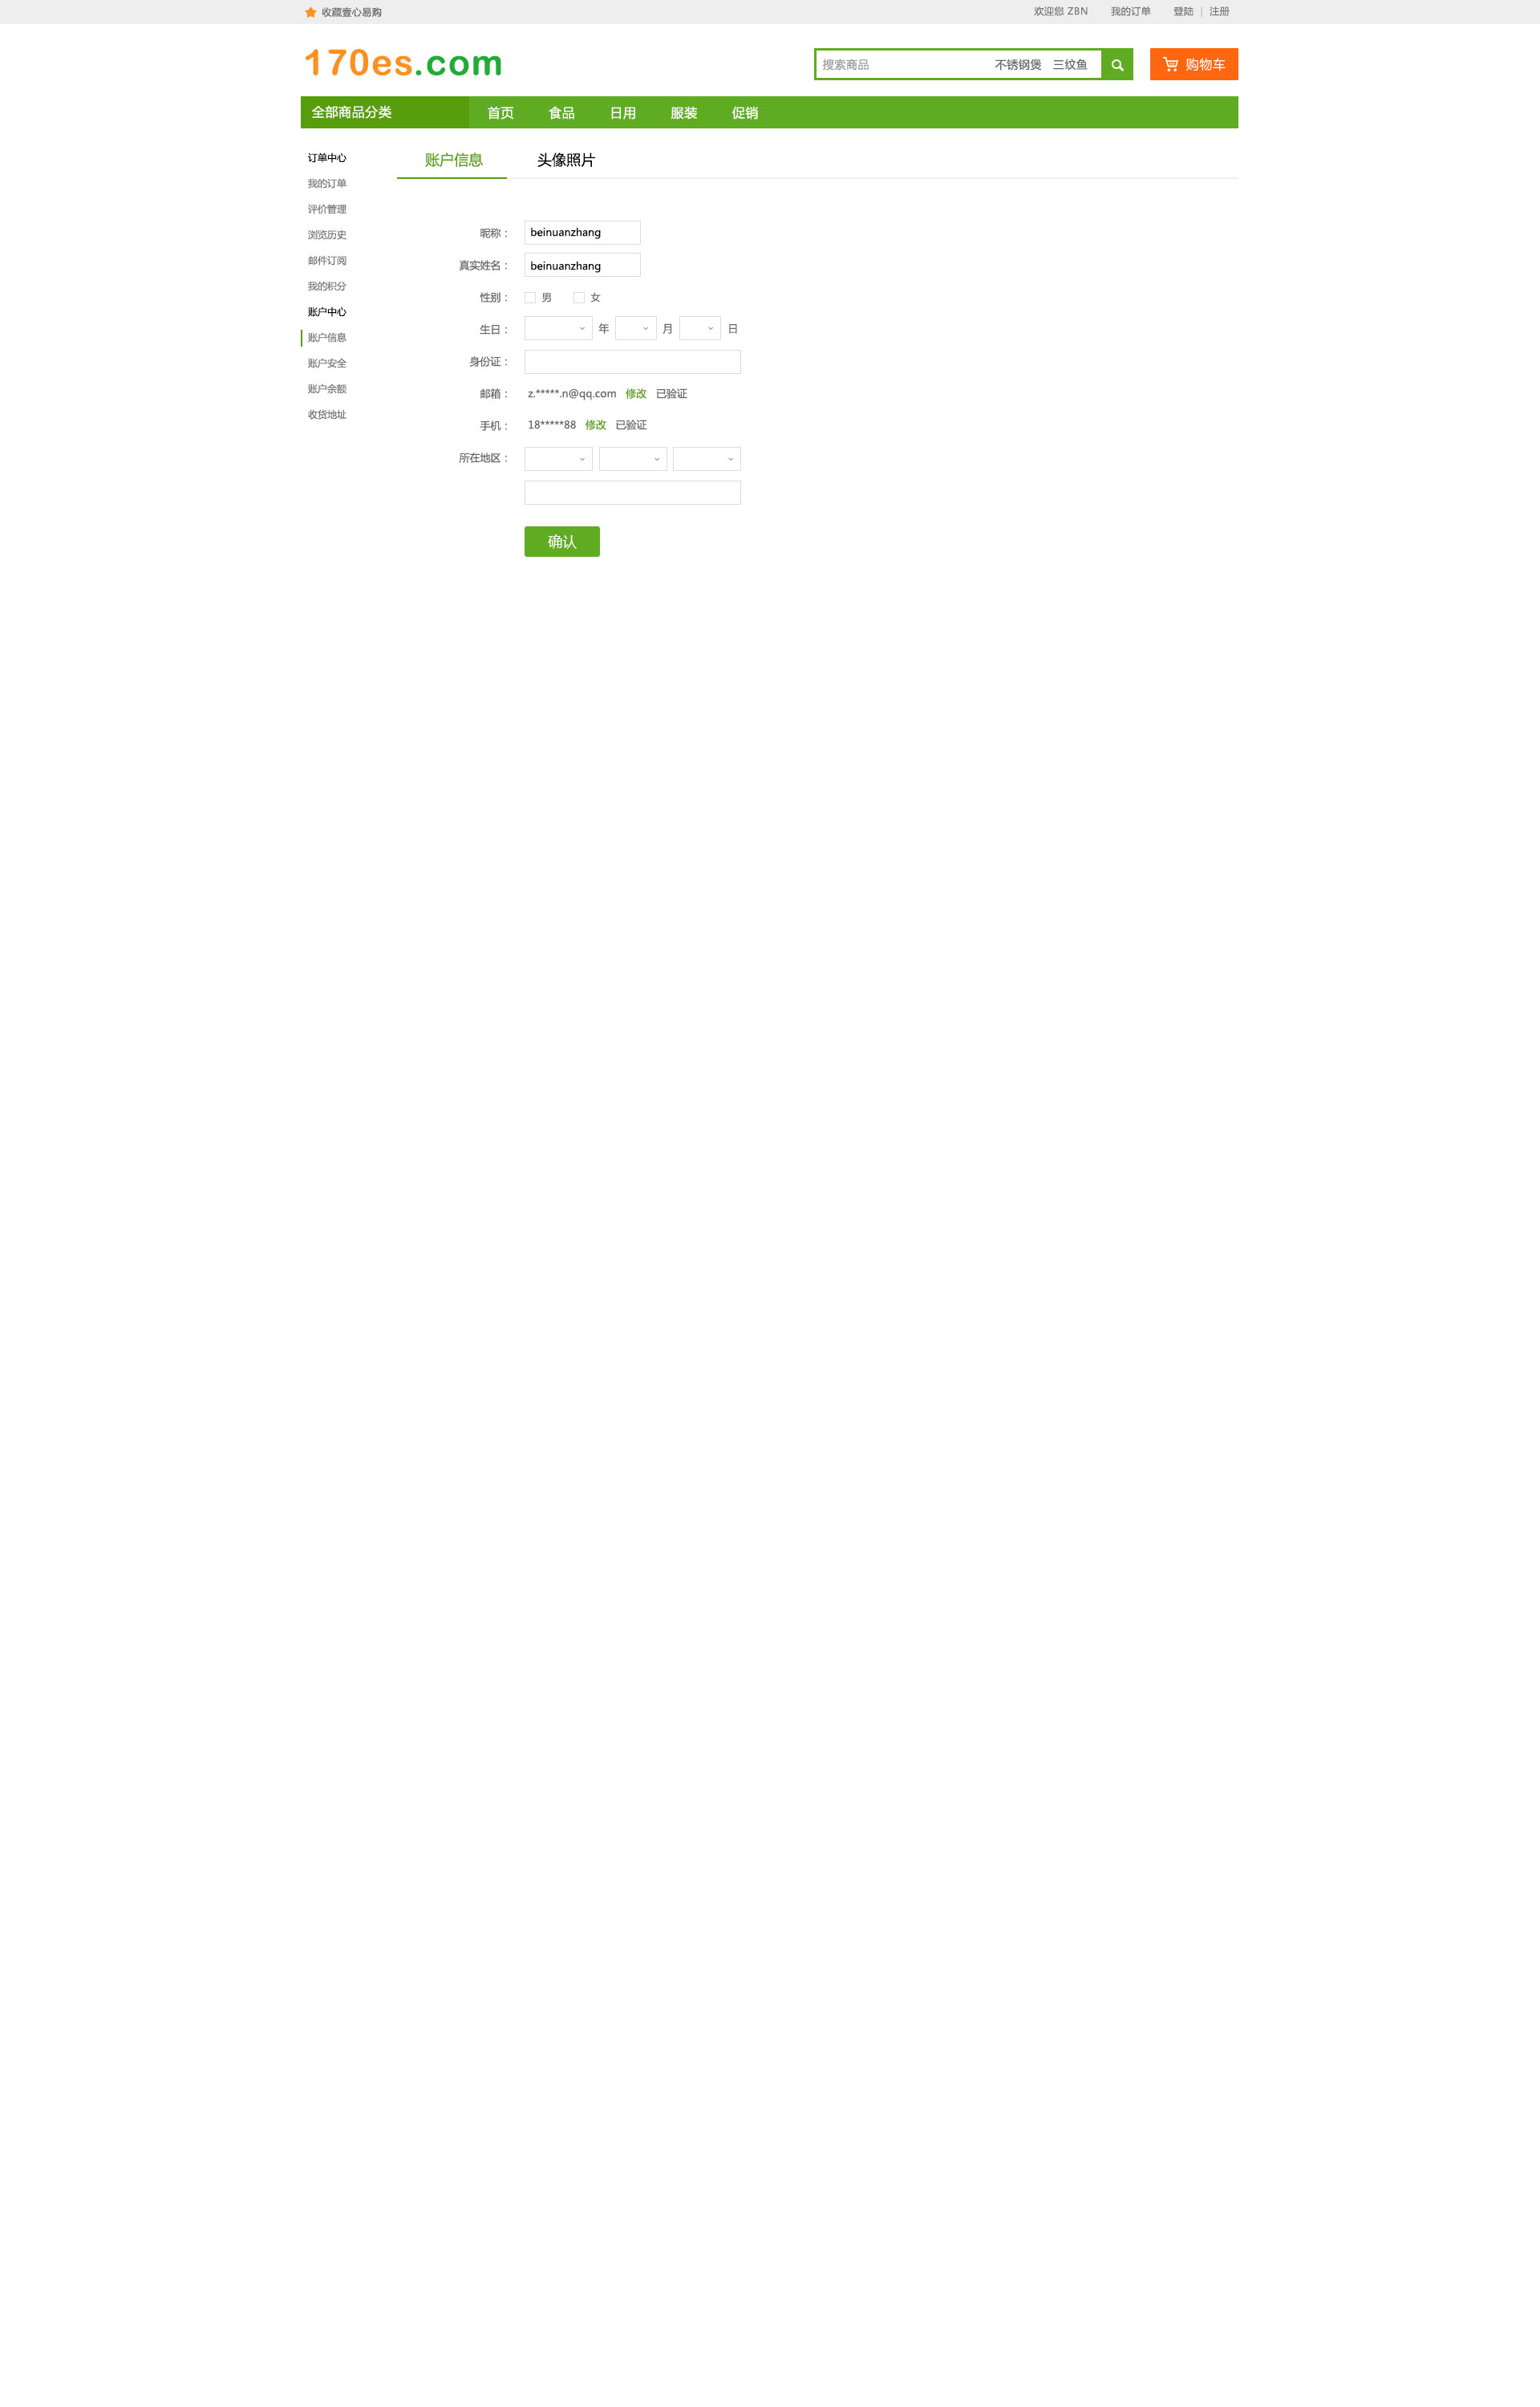 收藏壹心易购
欢迎您 ZBN 我的订单 登陆 | 注册
170es.com
搜索商品 不锈钢煲 三纹鱼
购物车
全部商品分类 首页 食品 日用 服装 促销
订单中心
我的订单
评价管理
浏览历史
邮件订阅
我的积分
账户中心
账户信息
账户安全
账户余额
收货地址
账户信息 头像照片
昵称： beinuanzhang
真实姓名： beinuanzhang
性别： 男 女
生日： 年 月 日
身份证：
邮箱： z.*****.n@qq.com 修改 已验证
手机： 18*****88 修改 已验证
所在地区：
确认